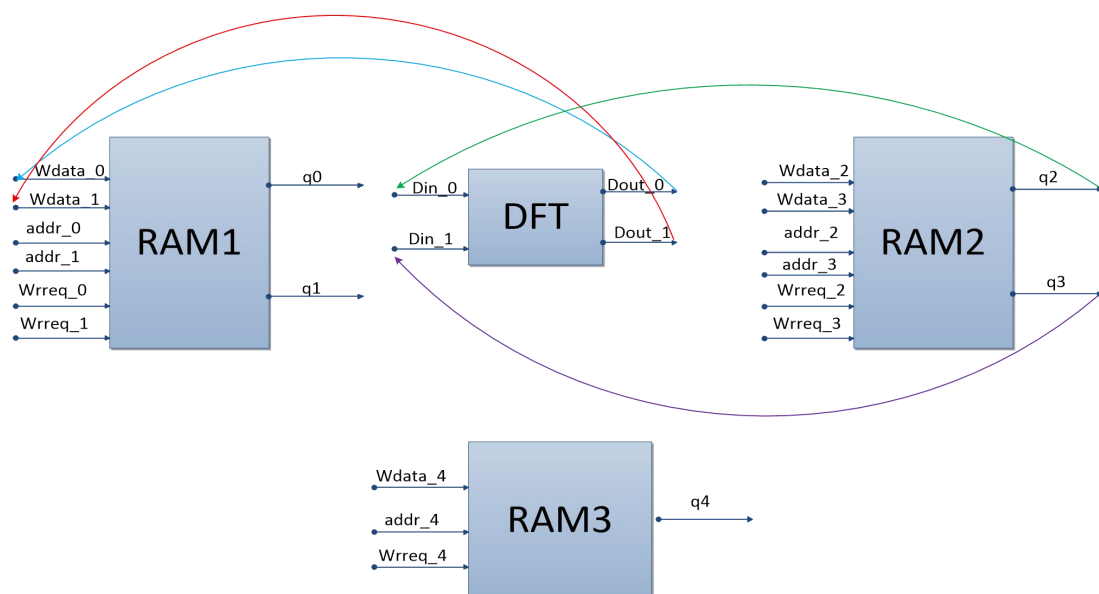 Wdata_0
Wdata_1
addr_0
addr_1
Wrreq_0
Wrreq_1
RAM1
q0
q1
Din_0
Din_1
DFT
Dout_0
Dout_1
Wdata_2
Wdata_3
addr_2
addr_3
Wrreq_2
Wrreq_3
RAM2
q2
q3
Wdata_4
addr_4
Wrreq_4
RAM3
q4